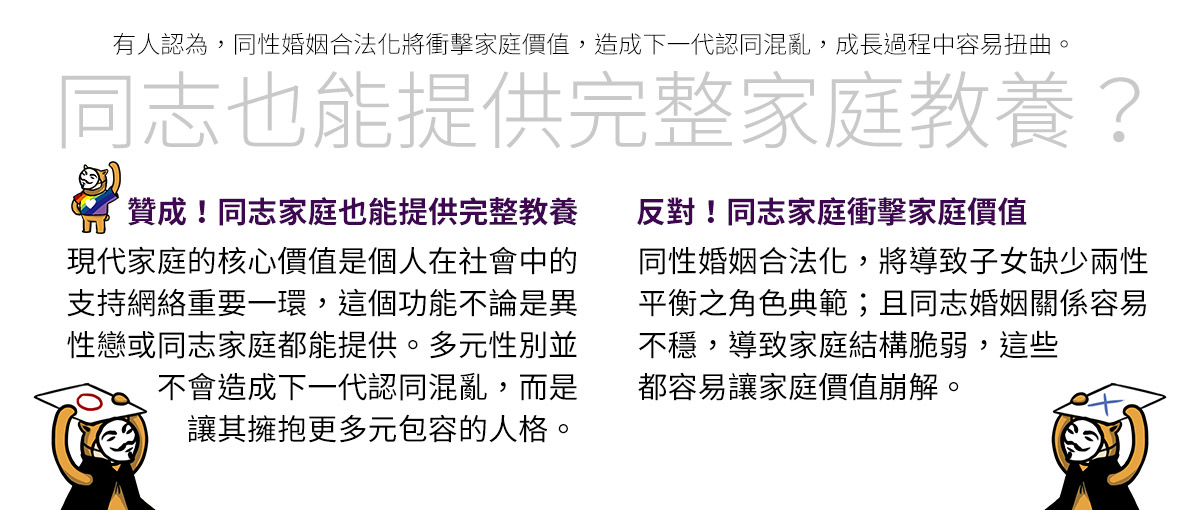 有人認為，同性婚姻合法化將衝擊家庭價值，造成下一代認同混亂，成長過程中容易扭曲。
同志也能提供完整家庭教養？
贊成！同志家庭也能提供完整教養
現代家庭的核心價值是個人在社會中的
支持網絡重要一環，這個功能不論是異
性戀或同志家庭都能提供。多元性別並
不會造成下一代認同混亂，而是
讓其擁抱更多元包容的人格。
反對！同志家庭衝擊家庭價值
同性婚姻合法化，將導致子女缺少兩性
平衡之角色典範；且同志婚姻關係容易
不穩，導致家庭結構脆弱，這些
都容易讓家庭價值崩解。